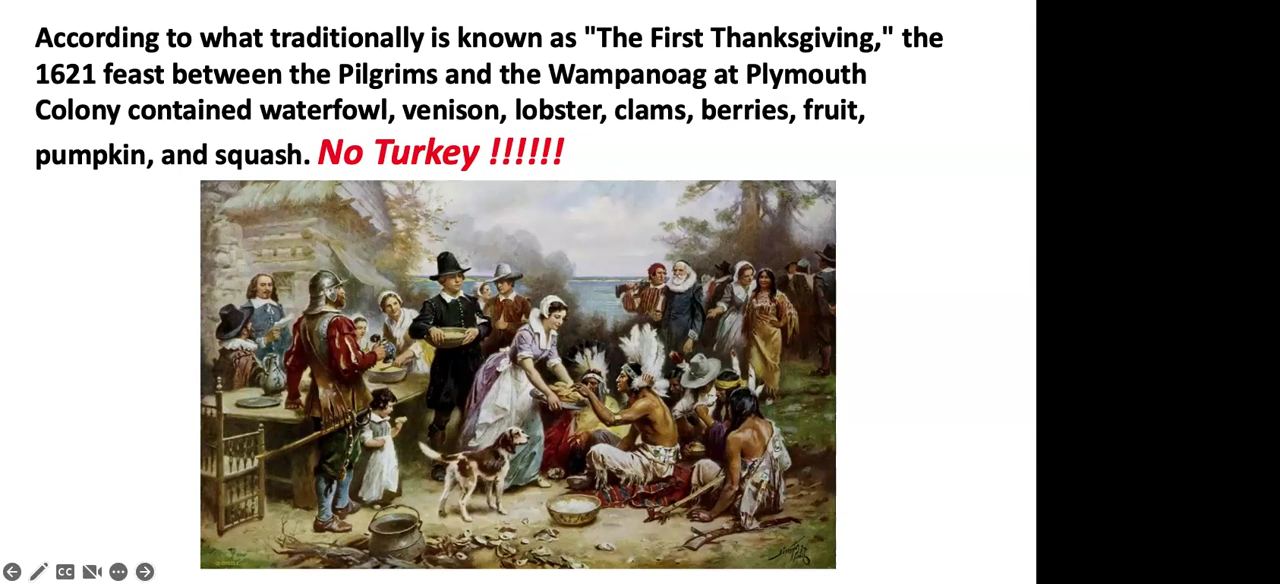 According to what traditionally is known as "The First Thanksgiving," the
1621 feast between the Pilgrims and the Wampanoag at Plymouth
Colony contained waterfowl, venison, lobster, clams, berries, fruit,
pumpkin, and squash. No Turkey !!!!!!
CC